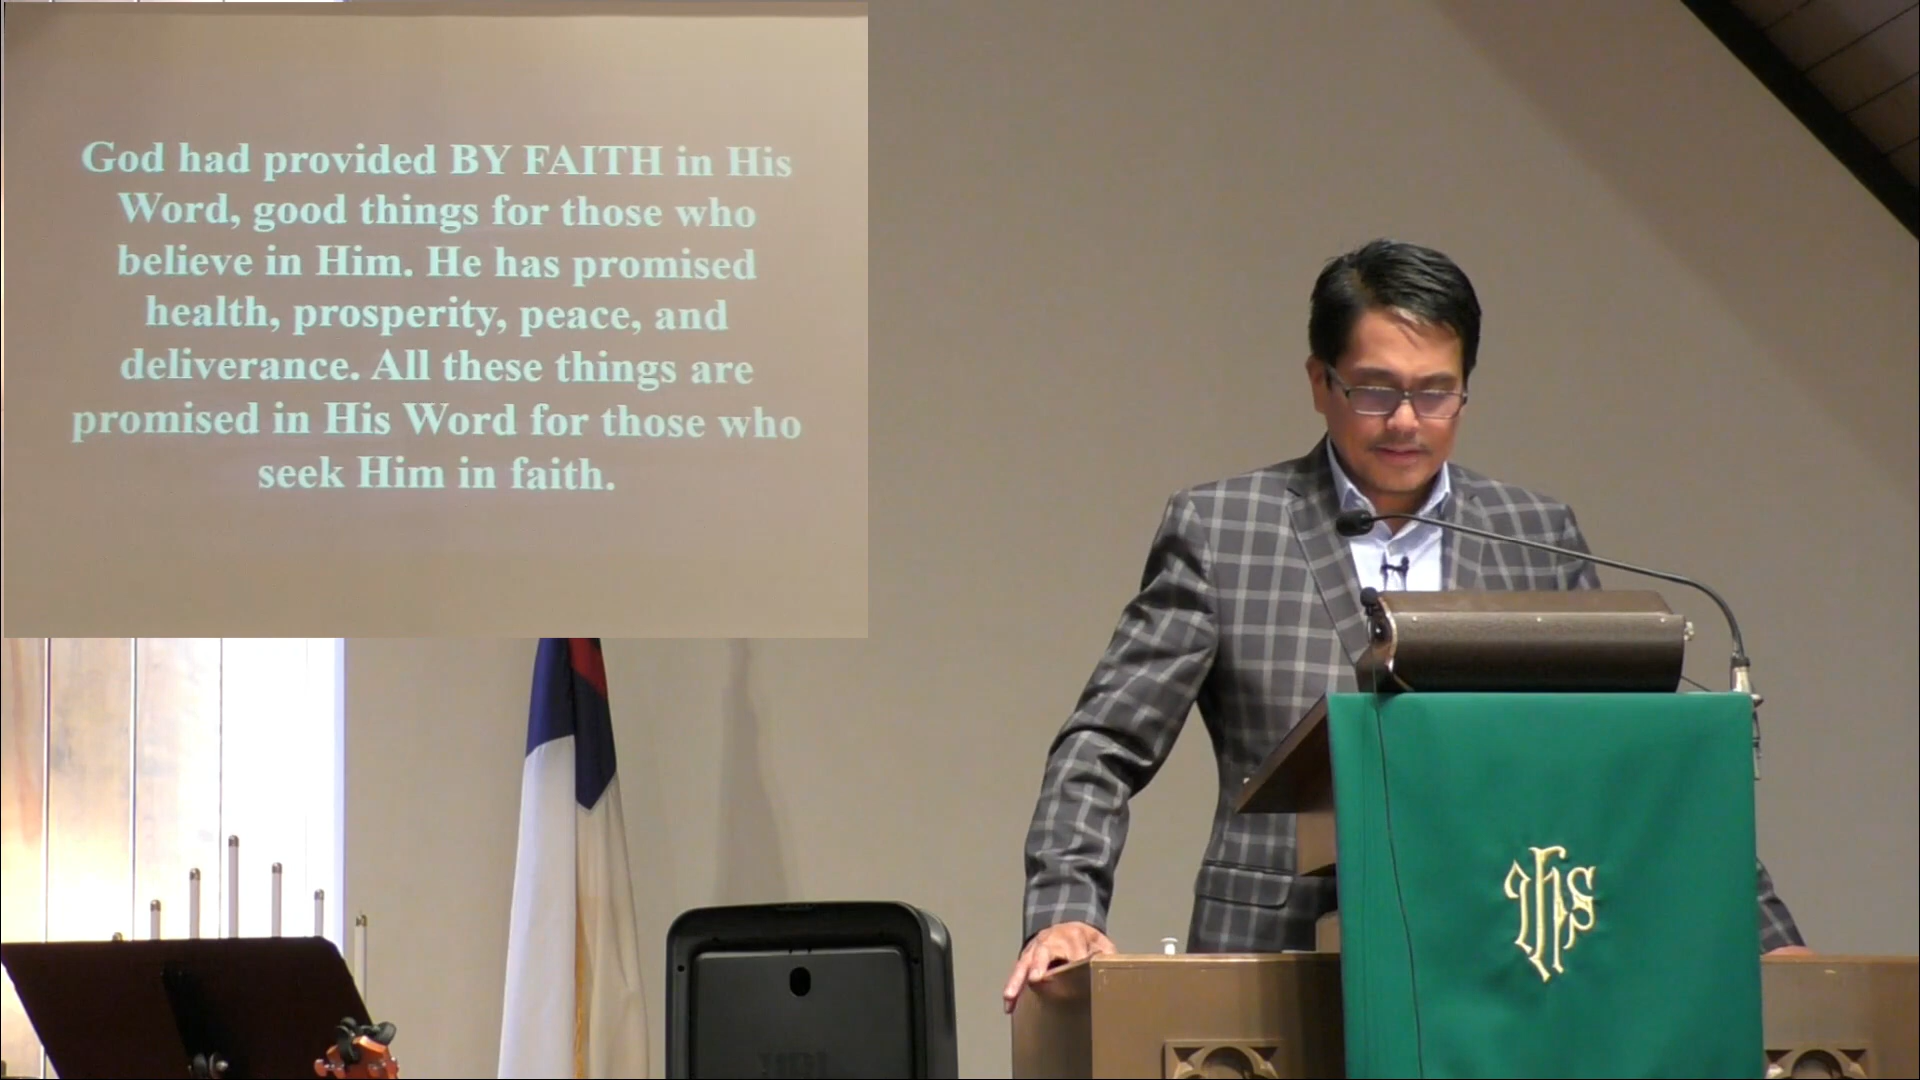 God had provided BY FAITH in His
Word, good things for those who
believe in Him. He has promised
health, prosperity, peace, and
deliverance. All these things are
promised in His Word for those who
seek Him in faith.
IHS
JBL